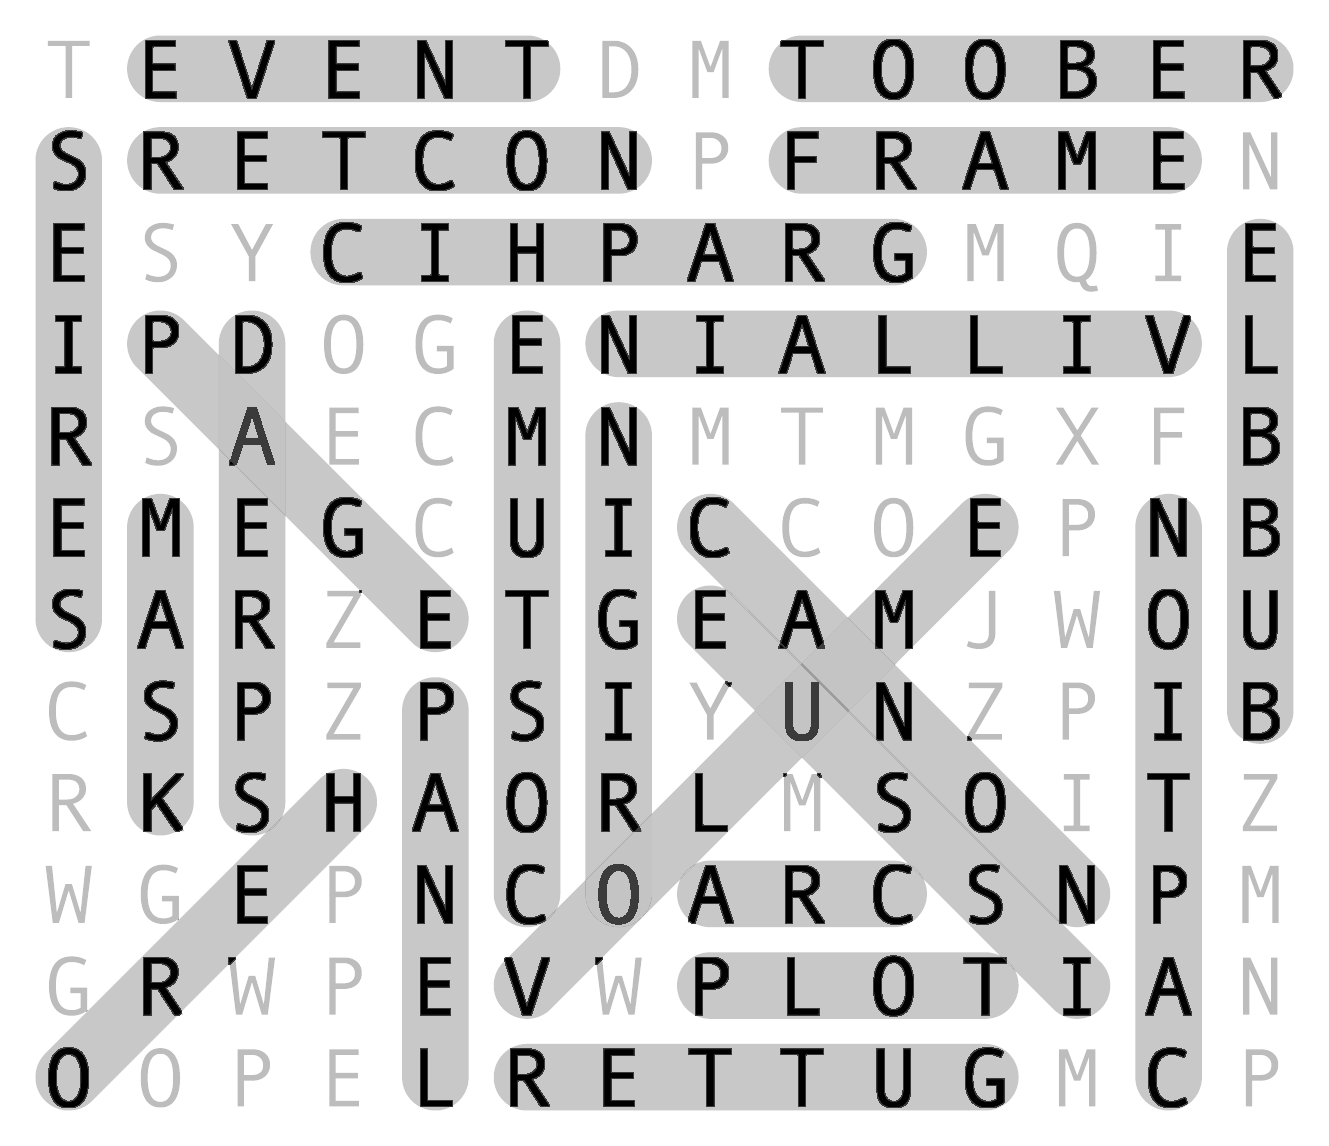 T E V E N T D M T O O B E R
S R E T C O N P F R A M E N
E S Y C I H P A R G M Q I E
I P D O G E N I A L L I V L
R S A E C M N M T M G X F B
E M E G C U I C C O E P N B
S A R Z E T G E A M J W O U
C S P Z P S I Y U N Z P I B
R K S H A O R L M S O I T Z
W G E P N C O A R C S N P M
G R W P E V W P L O T I A N
O O P E L R E T T U G M C P